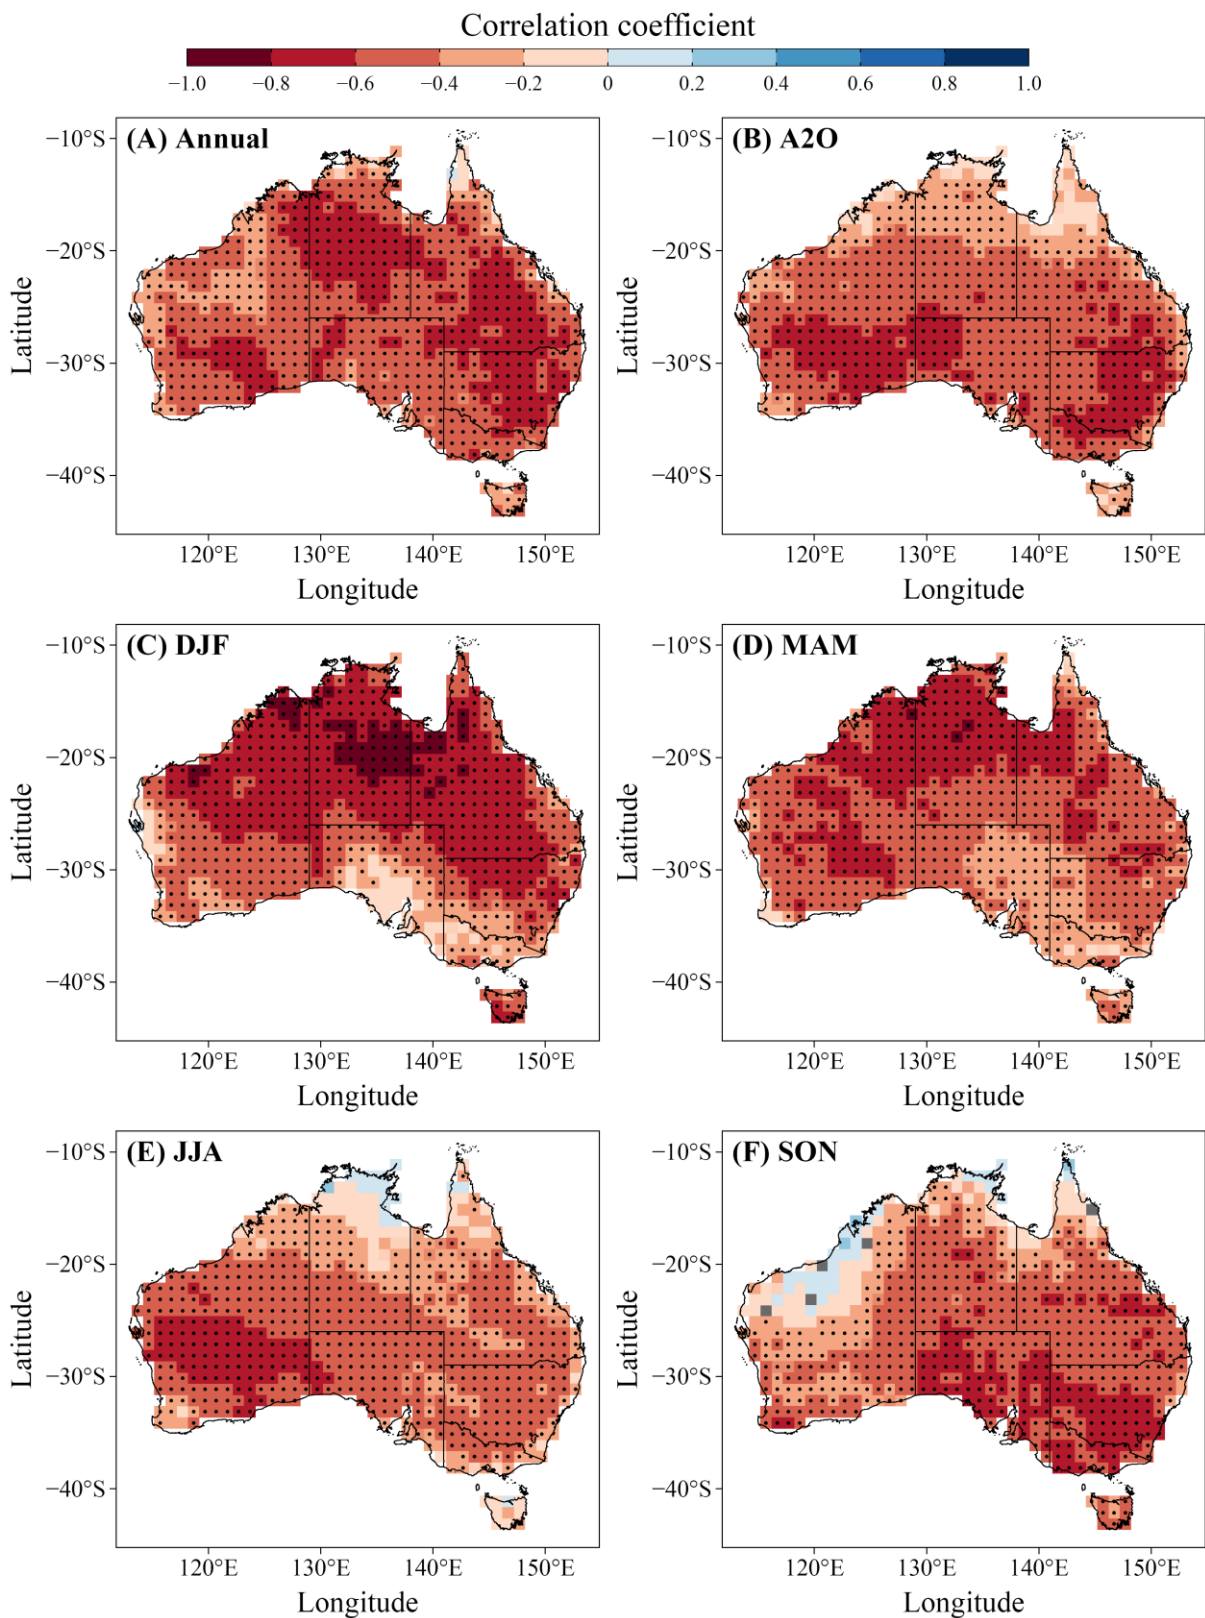 Correlation coefficient
−1.0 −0.8 −0.6 −0.4 −0.2 0 0.2 0.4 0.6 0.8 1.0
(A) Annual
−10°S
−20°S
−30°S
−40°S
Latitude
120°E 130°E 140°E 150°E
Longitude
(B) A2O
−10°S
−20°S
−30°S
−40°S
Latitude
120°E 130°E 140°E 150°E
Longitude
(C) DJF
−10°S
−20°S
−30°S
−40°S
Latitude
120°E 130°E 140°E 150°E
Longitude
(D) MAM
−10°S
−20°S
−30°S
−40°S
Latitude
120°E 130°E 140°E 150°E
Longitude
(E) JJA
−10°S
−20°S
−30°S
−40°S
Latitude
120°E 130°E 140°E 150°E
Longitude
(F) SON
−10°S
−20°S
−30°S
−40°S
Latitude
120°E 130°E 140°E 150°E
Longitude